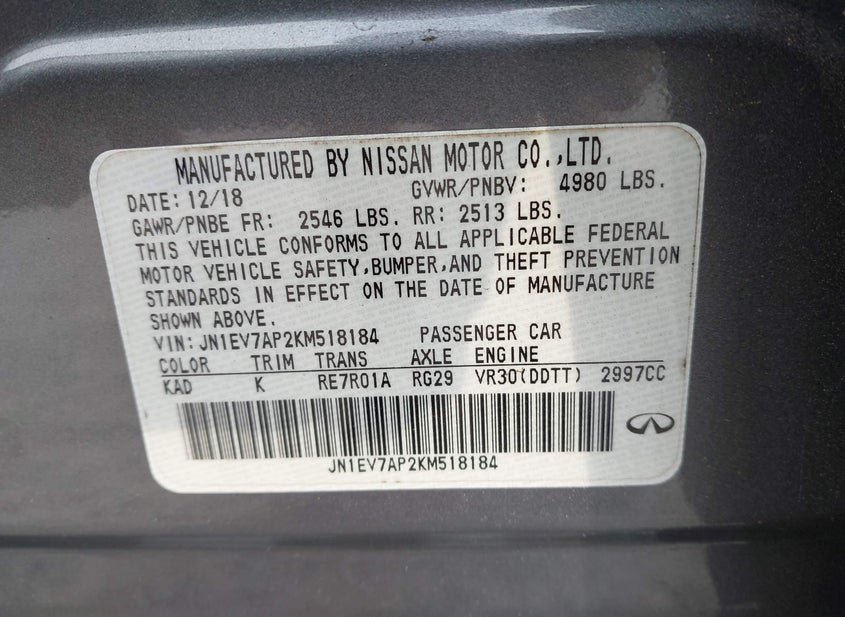 MANUFACTURED BY NISSAN MOTOR CO.,LTD.
DATE: 12/18 GVWR/PNBV: 4980 LBS.
GAWR/PNBE FR: 2546 LBS. RR: 2513 LBS.
THIS VEHICLE CONFORMS TO ALL APPLICABLE FEDERAL
MOTOR VEHICLE SAFETY,BUMPER,AND THEFT PREVENTION
STANDARDS IN EFFECT ON THE DATE OF MANUFACTURE
SHOWN ABOVE.
VIN:JN1EV7AP2KM518184 PASSENGER CAR
COLOR TRIM TRANS AXLE ENGINE
KAD K RE7R01A RG29 VR30(DDTT) 2997CC
JN1EV7AP2KM518184